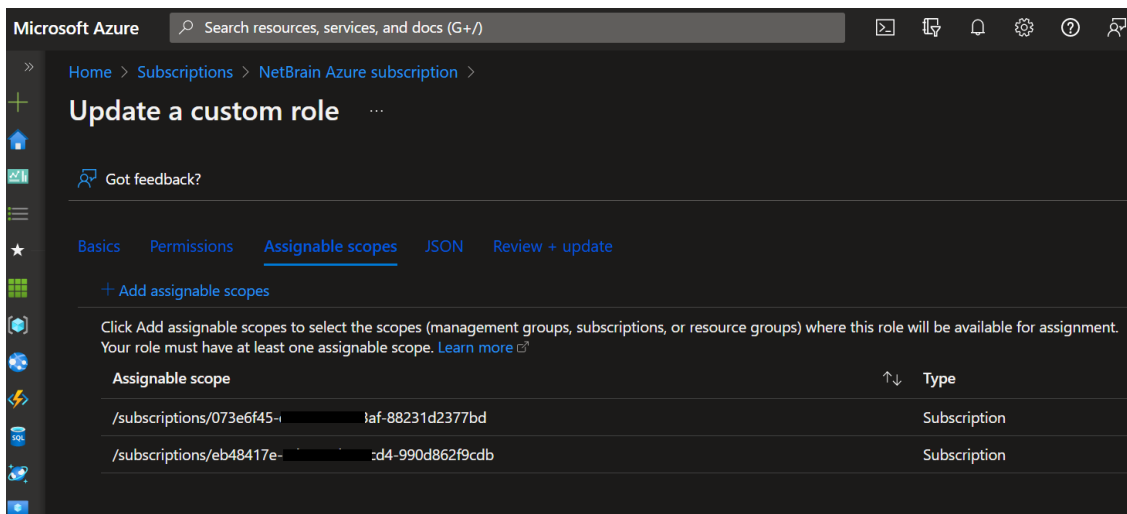 Microsoft Azure
Search resources, services, and docs (G+/)
Home > Subscriptions > NetBrain Azure subscription >
Update a custom role ...
Got feedback?
Basics Permissions Assignable scopes JSON Review + update
+ Add assignable scopes
Click Add assignable scopes to select the scopes (management groups, subscriptions, or resource groups) where this role will be available for assignment.
Your role must have at least one assignable scope. Learn more
Assignable scope ↑↓ Type
/subscriptions/073e6f45- af-88231d2377bd Subscription
/subscriptions/eb48417e- cd4-990d862f9cdb Subscription
SQL